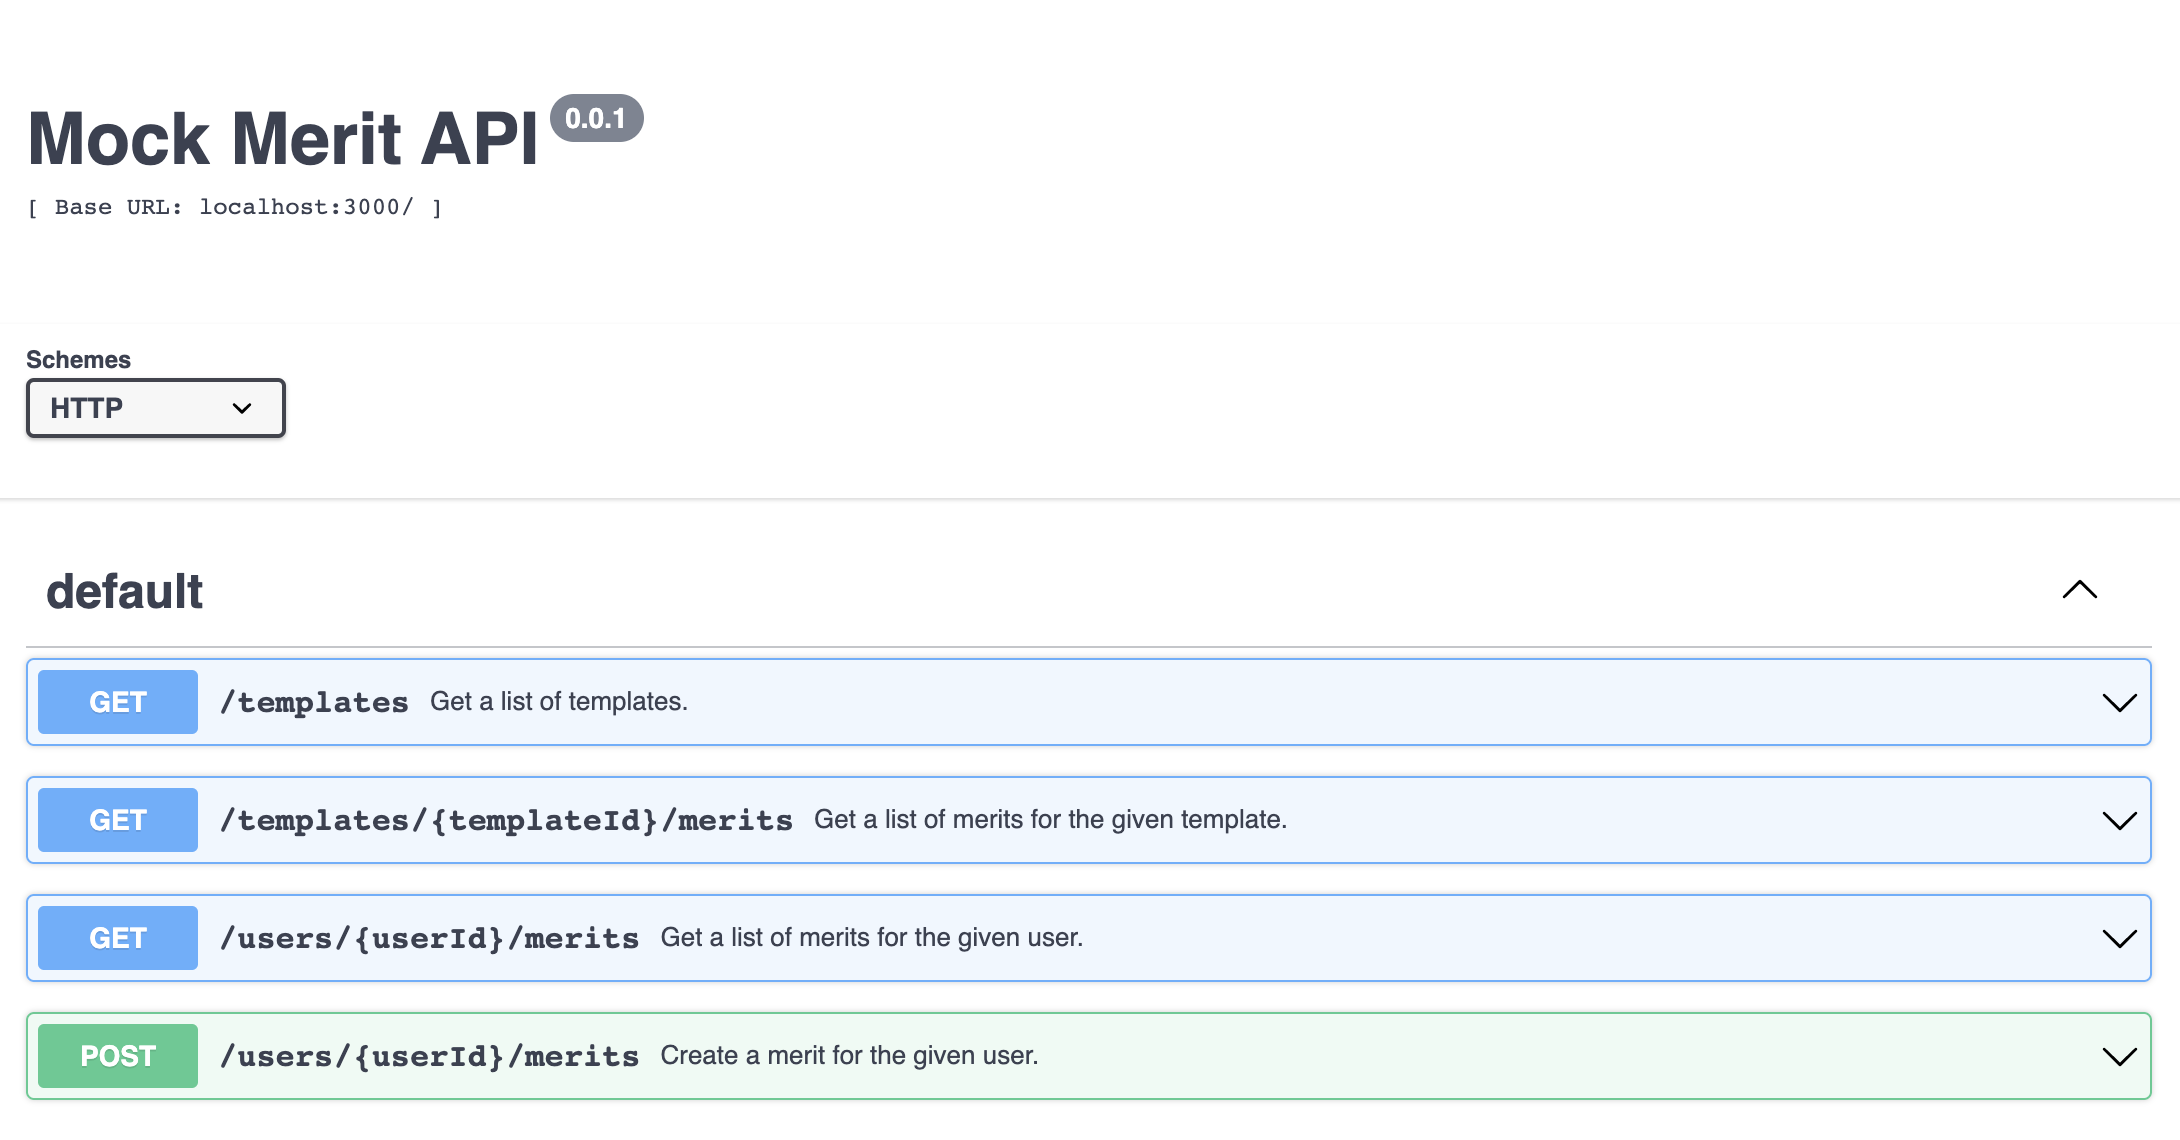 Mock Merit API 0.0.1
[ Base URL: localhost:3000/ ]
Schemes
HTTP
default
GET /templates Get a list of templates.
GET /templates/{templateId}/merits Get a list of merits for the given template.
GET /users/{userId}/merits Get a list of merits for the given user.
POST /users/{userId}/merits Create a merit for the given user.